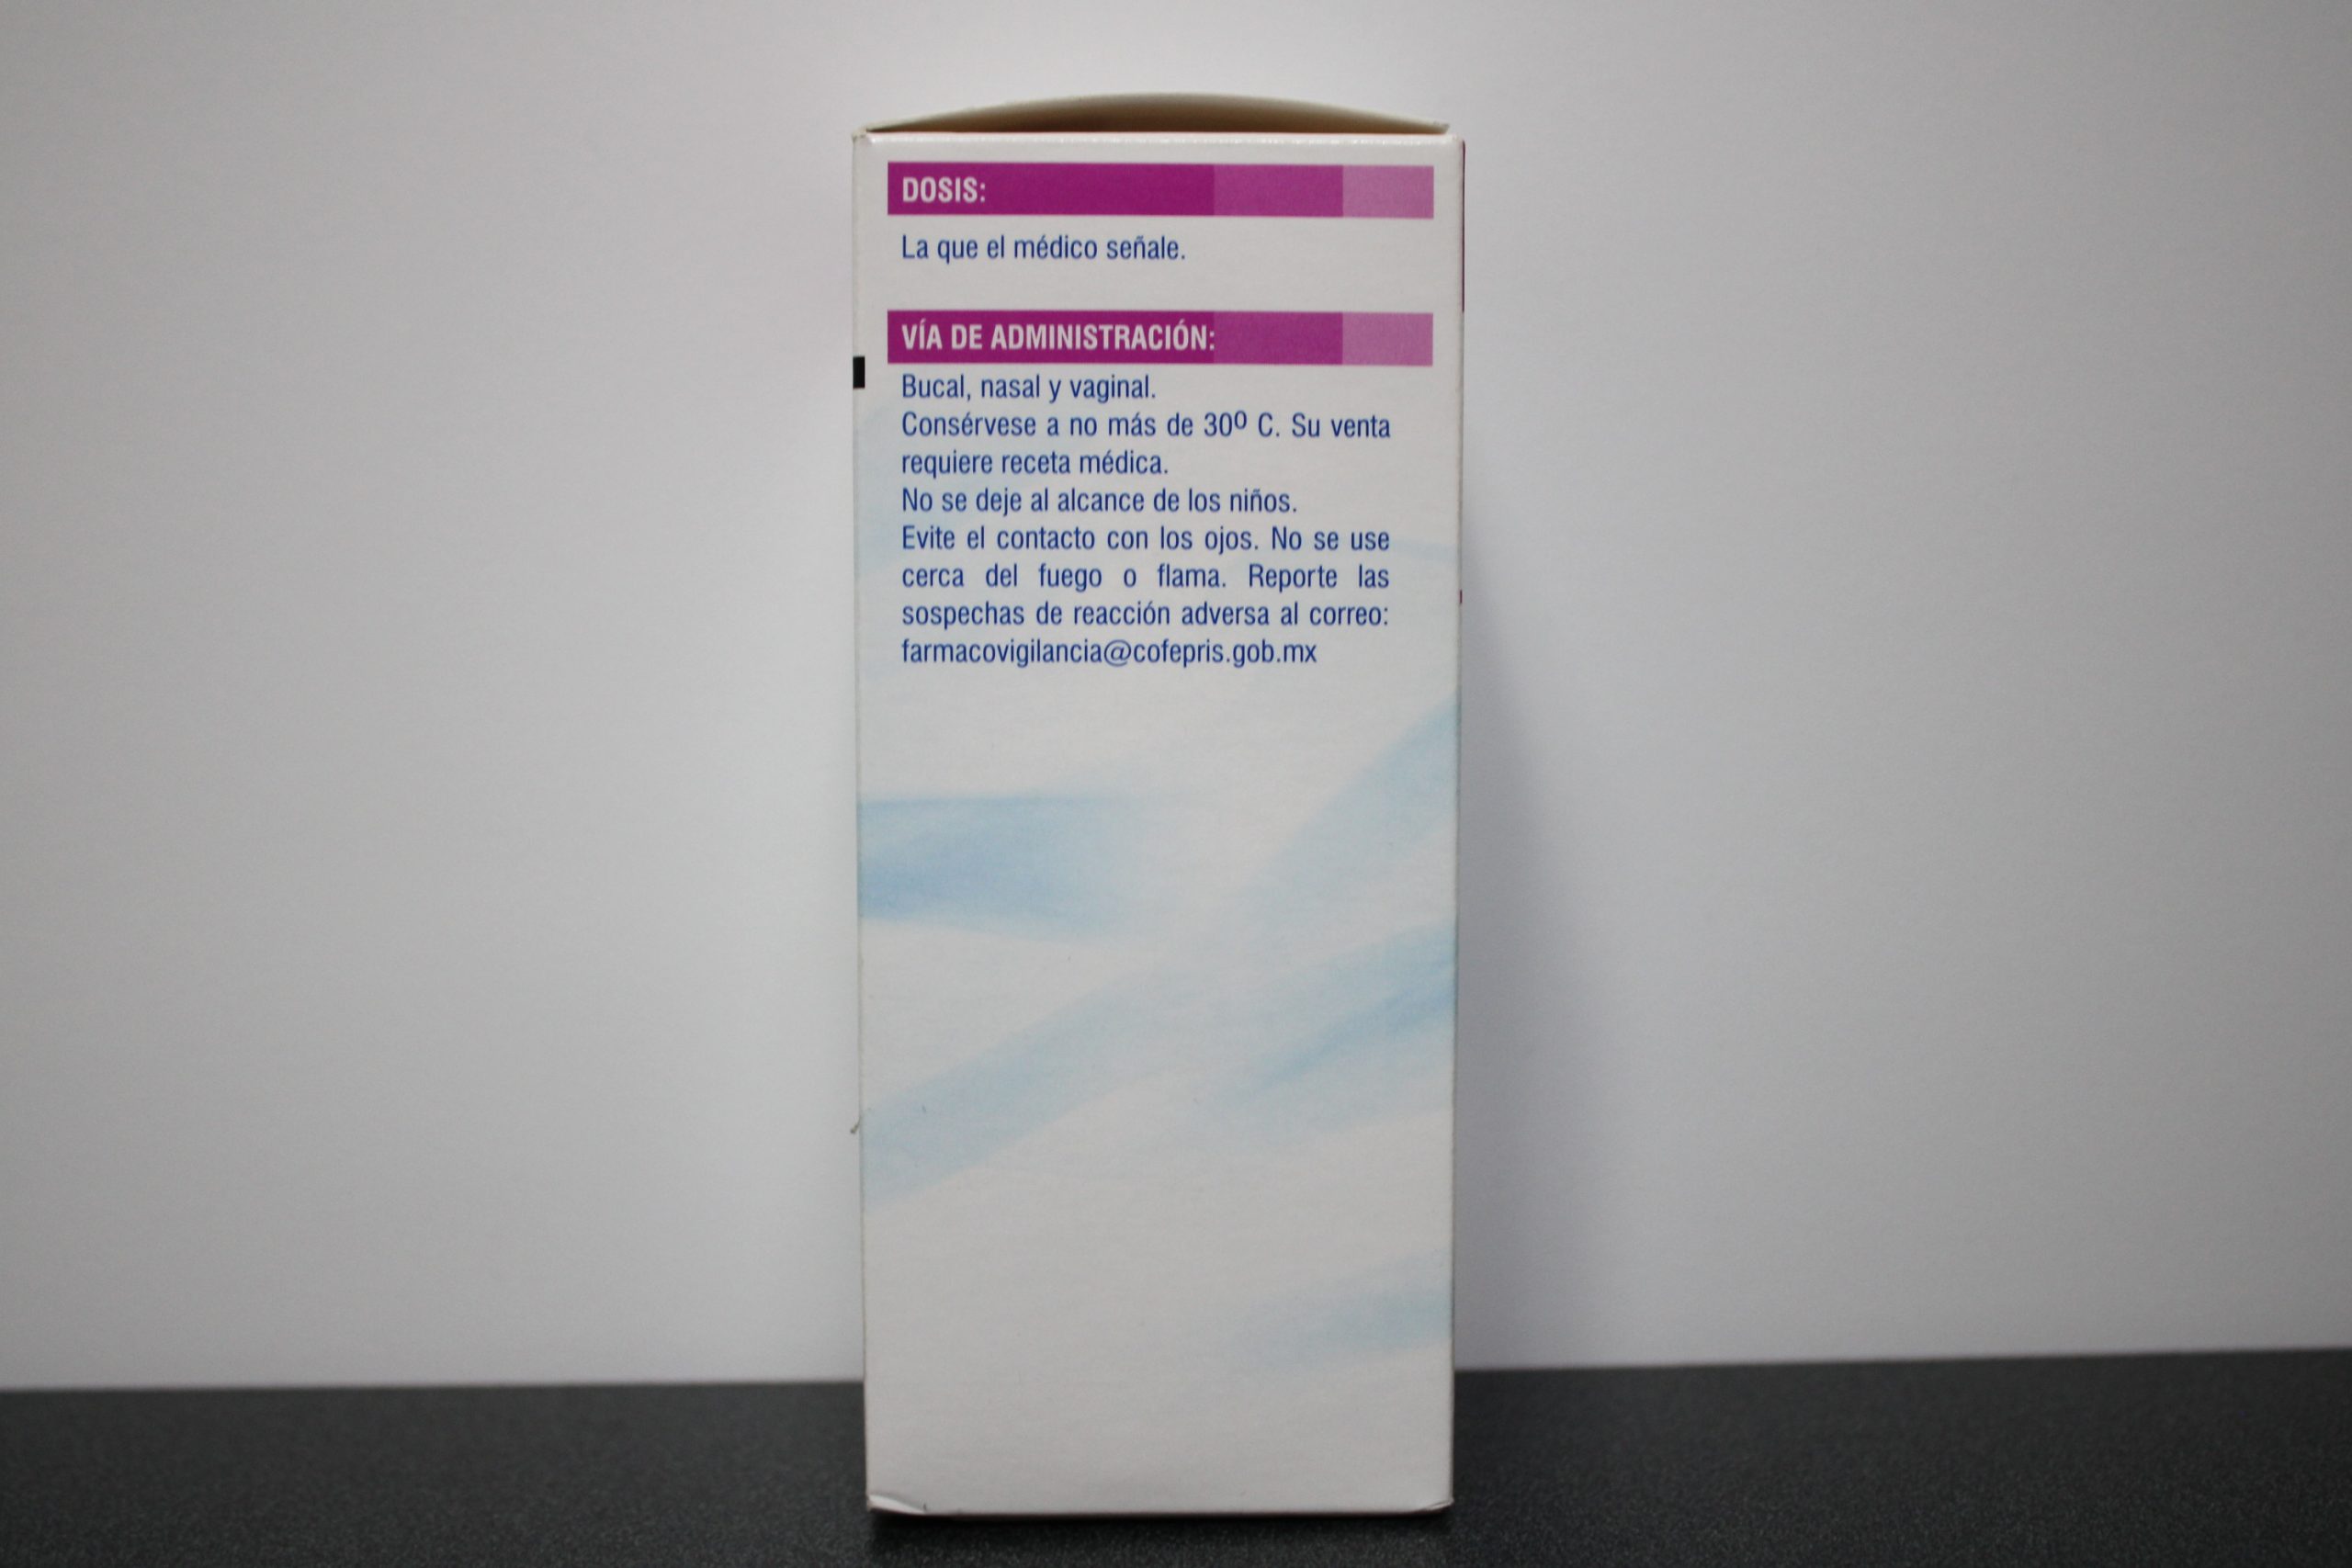 DOSIS:
La que el médico señale.
VÍA DE ADMINISTRACIÓN:
Bucal, nasal y vaginal.
Consérvese a no más de 30º C. Su venta
requiere receta médica.
No se deje al alcance de los niños.
Evite el contacto con los ojos. No se use
cerca del fuego o flama. Reporte las
sospechas de reacción adversa al correo:
farmacovigilancia@cofepris.gob.mx